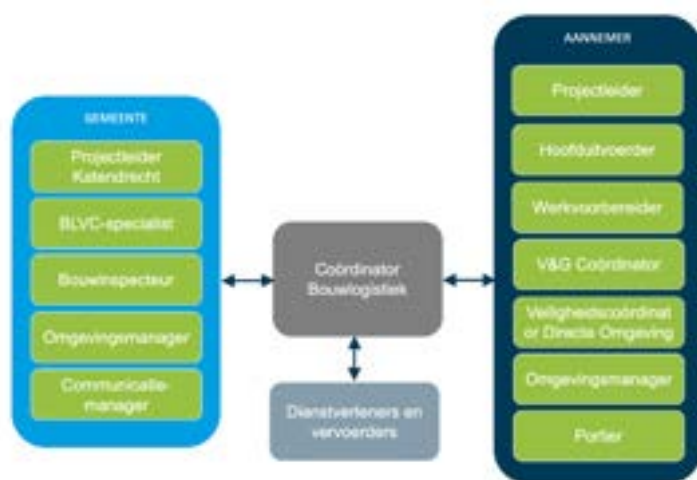 GEMEENTE
Projectleider
Katendrecht
BLVC-specialist
Bouwinspecteur
Omgevingsmanager
Communicatie-
manager
Coördinator
Bouwlogistiek
Dienstverleners en
vervoerders
AANNEMER
Projectleider
Hoofduitvoerder
Werkvoorbereider
V&G Coördinator
Veiligheidscoördinat
or Directe Omgeving
Omgevingsmanager
Portier